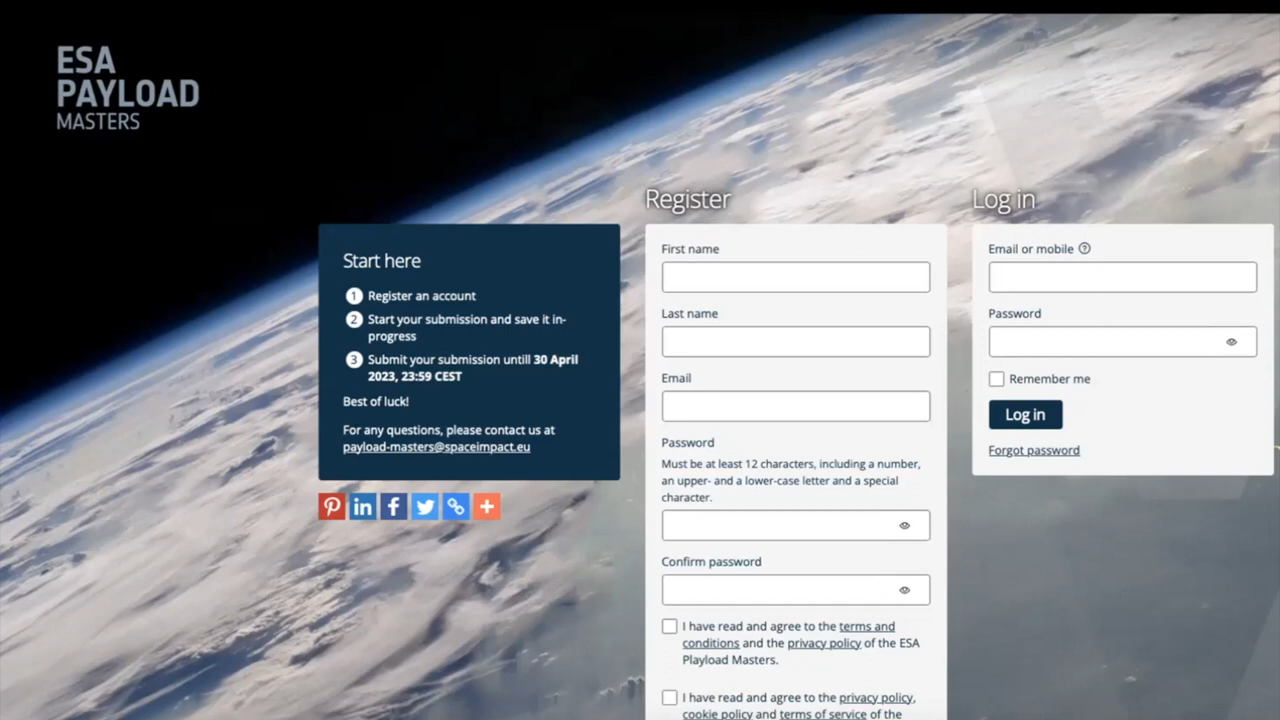 ESA
PAYLOAD
MASTERS
Start here
1 Register an account
2 Start your submission and save it in-
progress
3 Submit your submission untill 30 April
2023, 23:59 CEST
Best of luck!
For any questions, please contact us at
payload-masters@spaceimpact.eu
Register
First name
Last name
Email
Password
Must be at least 12 characters, including a number,
an upper- and a lower-case letter and a special
character.
Confirm password
I have read and agree to the terms and
conditions and the privacy policy of the ESA
Playload Masters.
I have read and agree to the privacy policy,
cookie policy and terms of service of the
Log in
Email or mobile ?
Password
Remember me
Log in
Forgot password